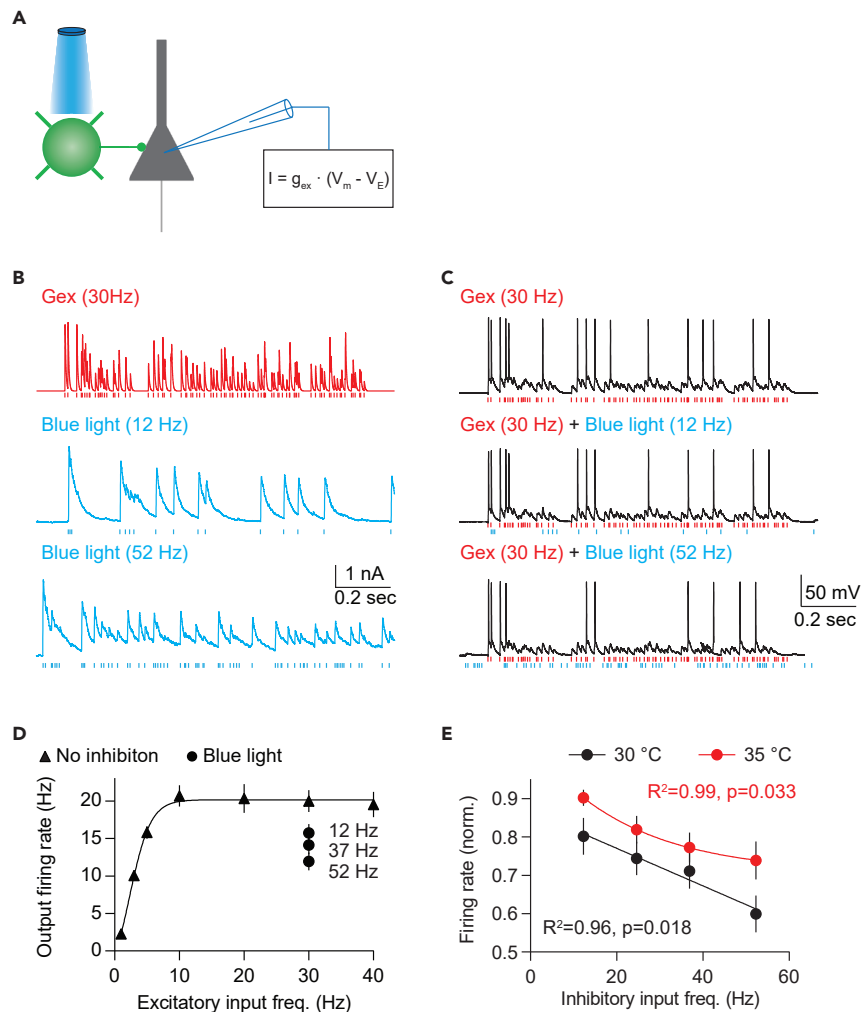 A
I = gex · (Vm - VE)
B
Gex (30Hz)
Blue light (12 Hz)
Blue light (52 Hz)
1 nA
0.2 sec
C
Gex (30 Hz)
Gex (30 Hz) + Blue light (12 Hz)
Gex (30 Hz) + Blue light (52 Hz)
50 mV
0.2 sec
D
No inhibiton
Blue light
Output firing rate (Hz)
20
15
10
5
0
12 Hz
37 Hz
52 Hz
0 10 20 30 40
Excitatory input freq. (Hz)
E
30 °C
35 °C
Firing rate (norm.)
0.9
0.8
0.7
0.6
0.5
R²=0.99, p=0.033
R²=0.96, p=0.018
0 20 40 60
Inhibitory input freq. (Hz)